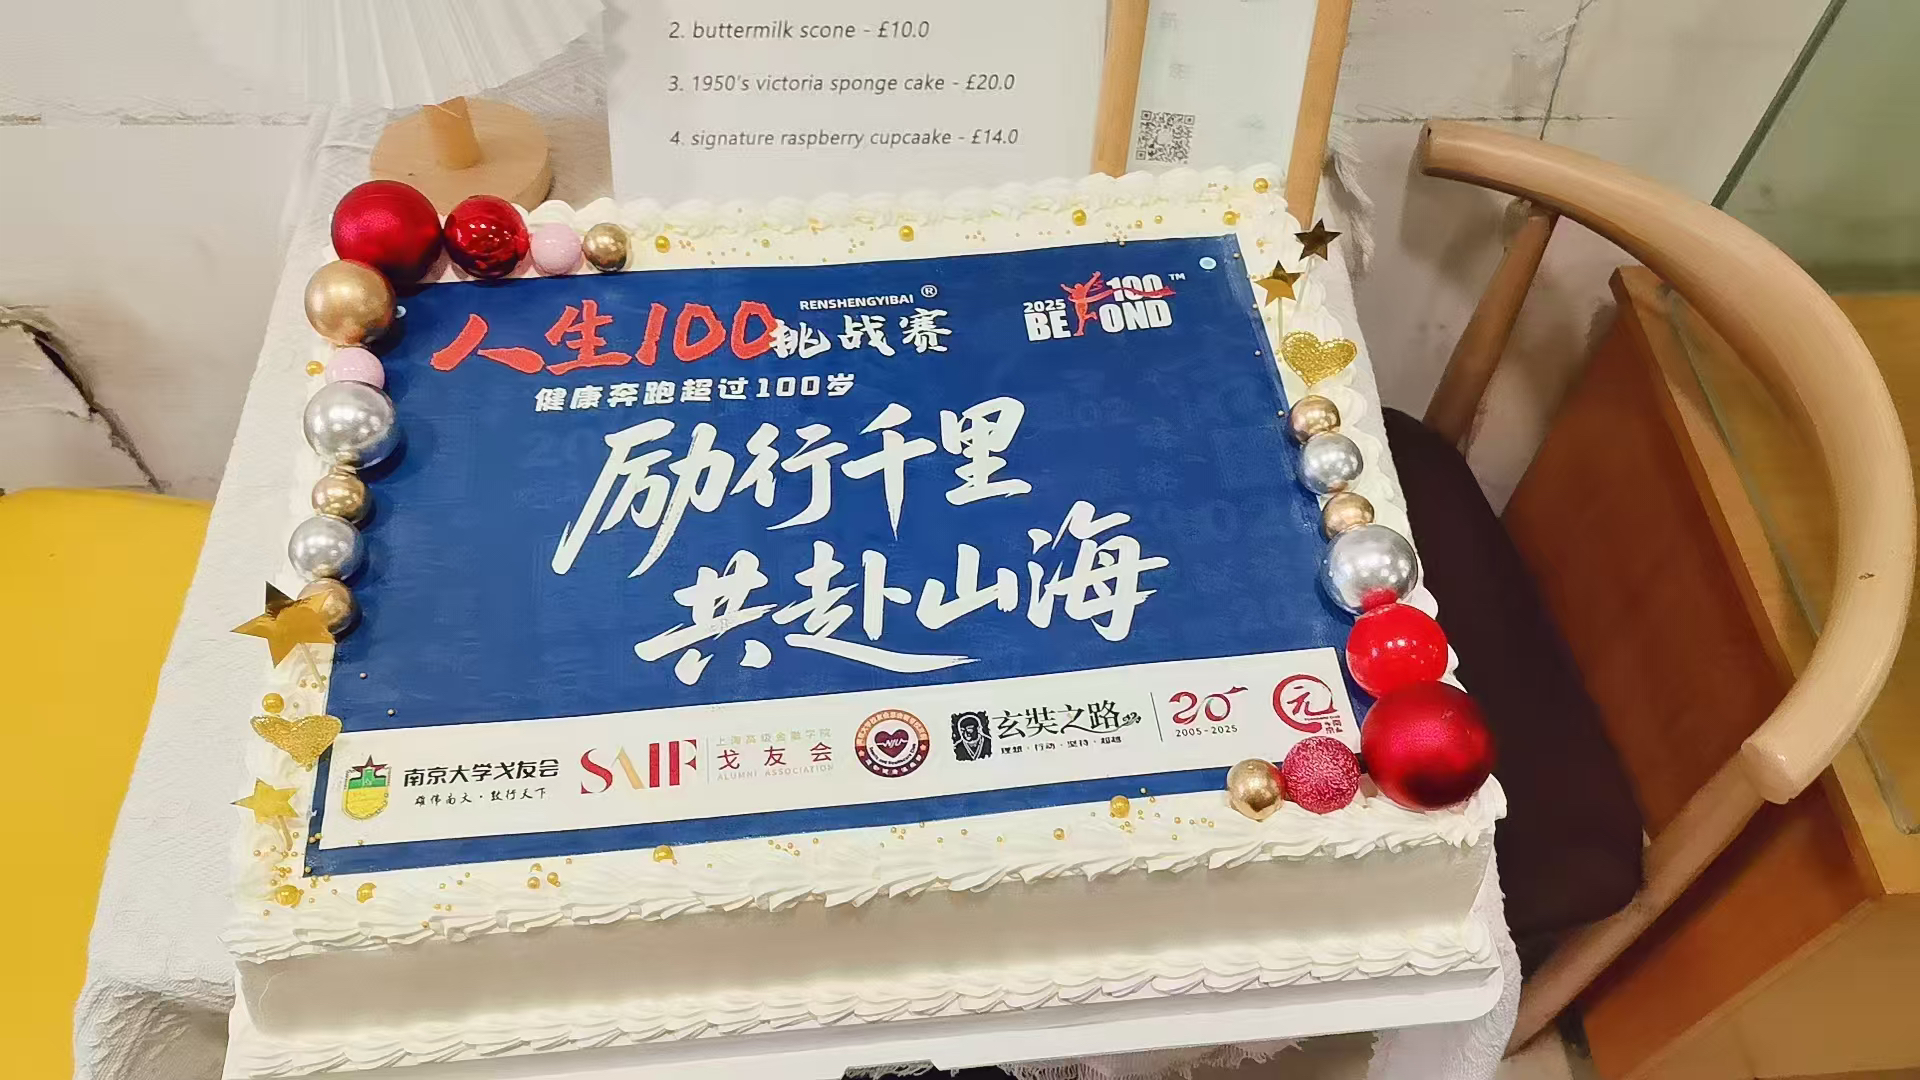 2. buttermilk scone - £10.0
3. 1950's victoria sponge cake - £20.0
4. signature raspberry cupcaake - £14.0
人生100挑战赛
RENSHENGYIBAI ®
健康奔跑超过100岁
2025
BEYOND 100 ™
励行千里
共赴山海
南京大学戈友会
雄伟南大·敢行天下
SAIF
上海高级金融学院
戈友会
ALUMNI ASSOCIATION
NJU
玄奘之路
理想·行动·坚持·超越
20
2005-2025
元